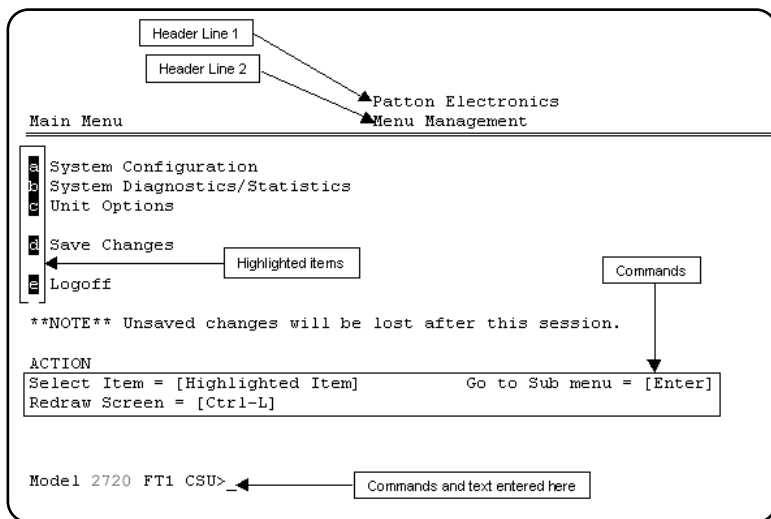 Header Line 1
Header Line 2
Patton Electronics
Main Menu Menu Management
a System Configuration
b System Diagnostics/Statistics
c Unit Options
d Save Changes
Highlighted items
Commands
e Logoff
**NOTE** Unsaved changes will be lost after this session.
ACTION
Select Item = [Highlighted Item] Go to Sub menu = [Enter]
Redraw Screen = [Ctrl-L]
Model 2720 FT1 CSU>_
Commands and text entered here